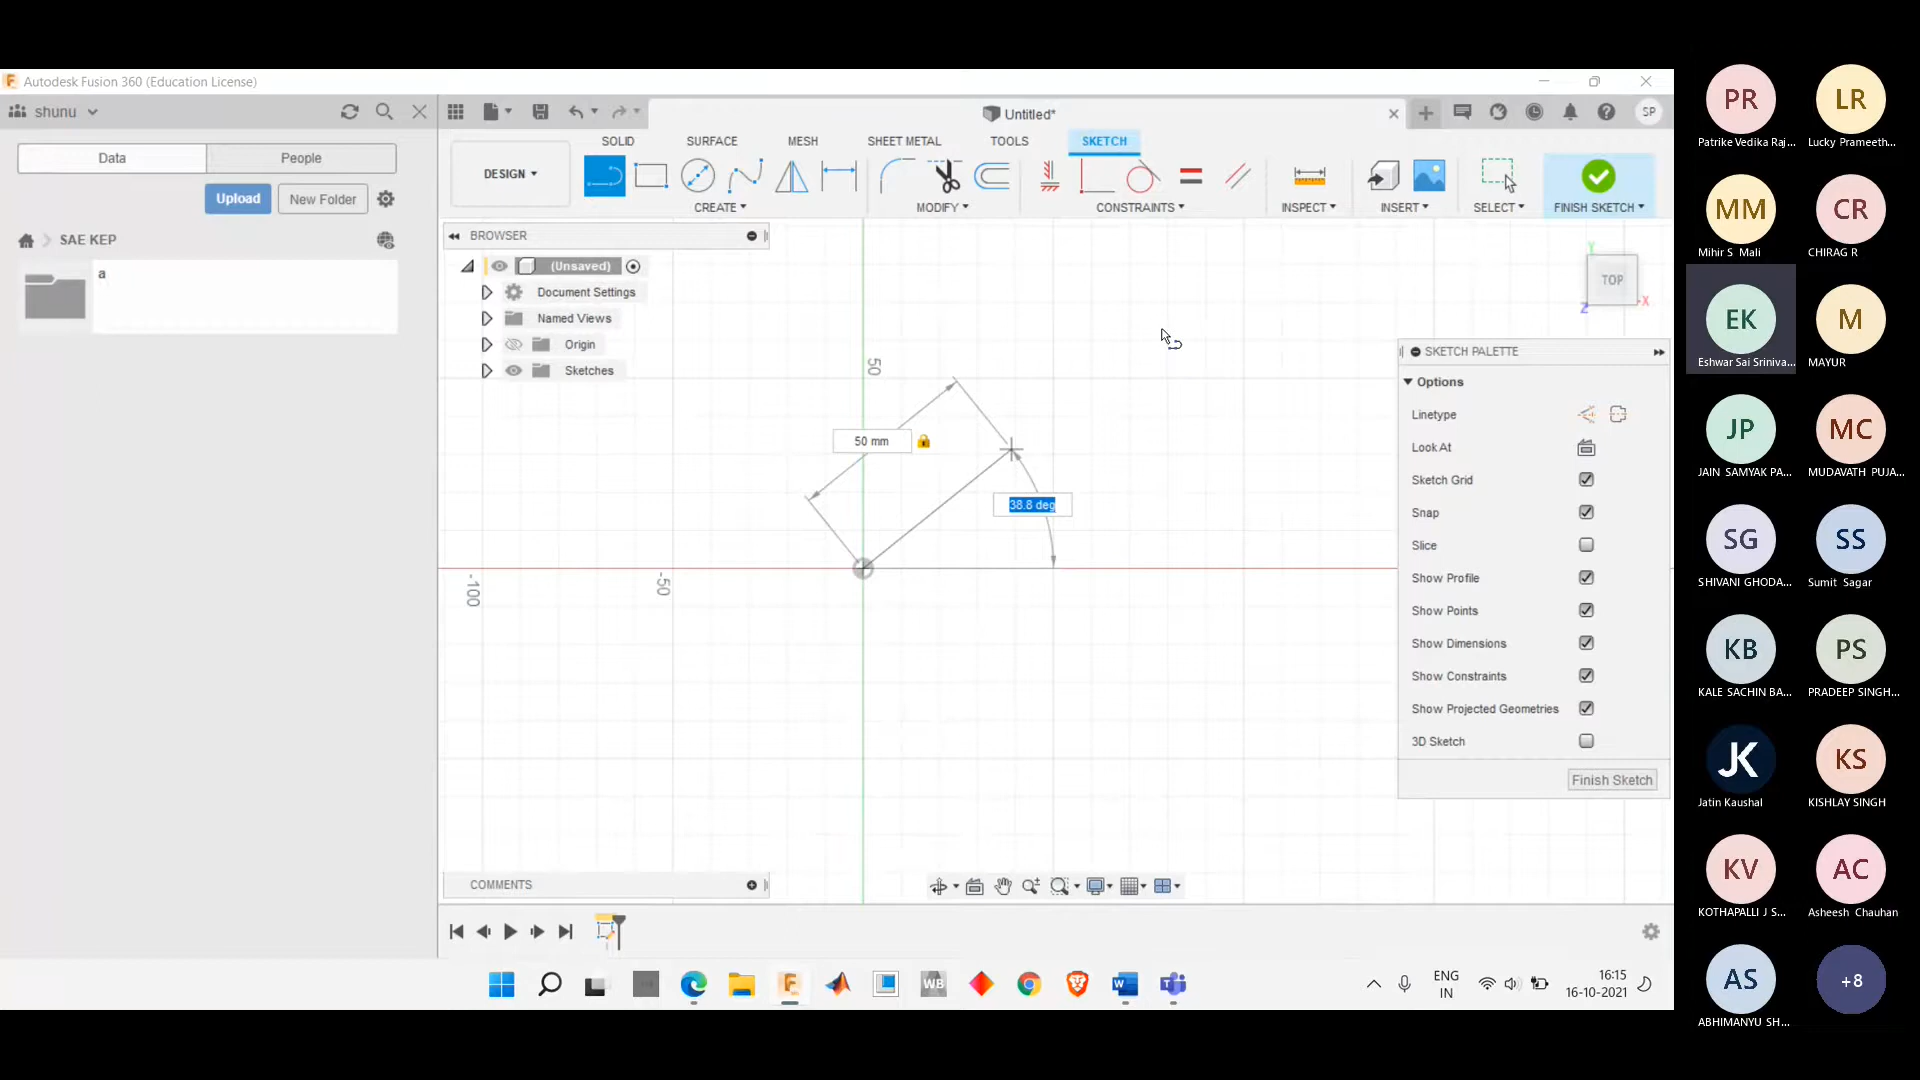 Autodesk Fusion 360 (Education License)
shunu
Data
People
Upload
New Folder
SAE KEP
a
Untitled*
SP
SOLID
SURFACE
MESH
SHEET METAL
TOOLS
SKETCH
DESIGN
CREATE
MODIFY
CONSTRAINTS
INSPECT
INSERT
SELECT
FINISH SKETCH
BROWSER
(Unsaved)
Document Settings
Named Views
Origin
Sketches
TOP
Y
X
Z
50
50 mm
38.8 deg
-50
-100
SKETCH PALETTE
Options
Linetype
Look At
Sketch Grid
Snap
Slice
Show Profile
Show Points
Show Dimensions
Show Constraints
Show Projected Geometries
3D Sketch
Finish Sketch
COMMENTS
WB
ENG
IN
16:15
16-10-2021
PR
Patrike Vedika Raj...
LR
Lucky Prameeth...
MM
Mihir S Mali
CR
CHIRAG R
EK
Eshwar Sai Sriniva...
M
MAYUR
JP
JAIN SAMYAK PA...
MC
MUDAVATH PUJA...
SG
SHIVANI GHODA...
SS
Sumit Sagar
KB
KALE SACHIN BA...
PS
PRADEEP SINGH...
JK
Jatin Kaushal
KS
KISHLAY SINGH
KV
KOTHAPALLI J S...
AC
Asheesh Chauhan
AS
ABHIMANYU SH...
+8